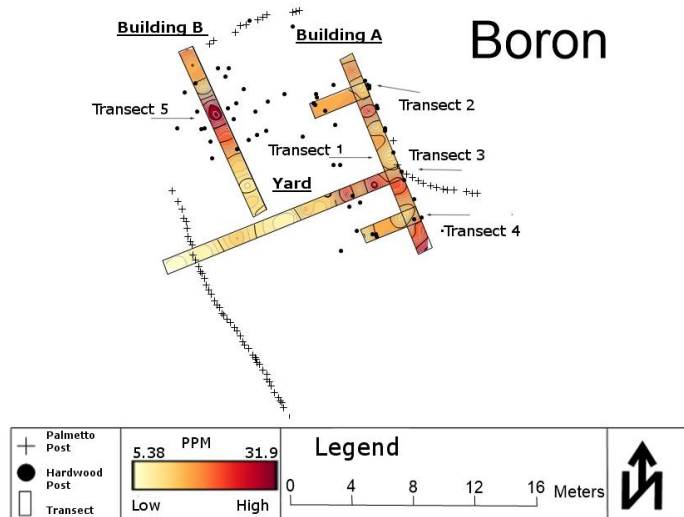 Boron
Building B
Building A
Transect 5
Transect 2
Transect 1
Transect 3
Yard
Transect 4
Palmetto
Post
Hardwood
Post
Transect
PPM
5.38 31.9
Low High
Legend
0 4 8 12 16 Meters
N